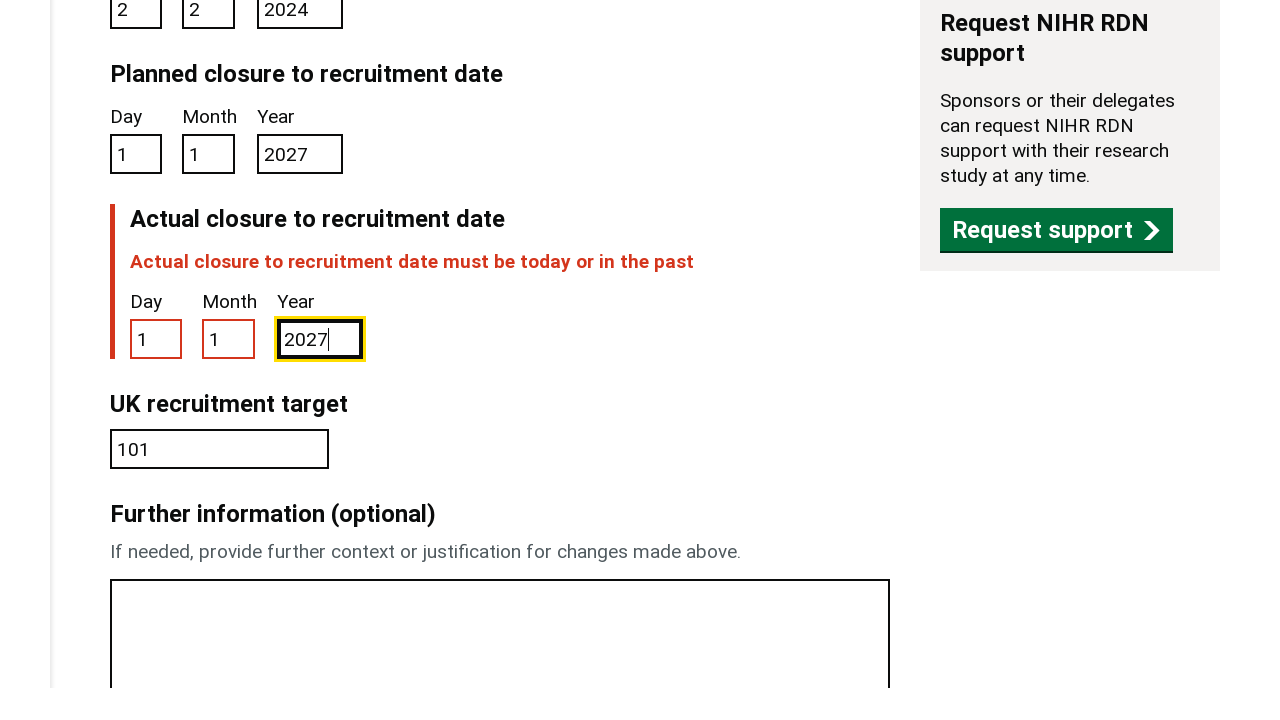 2 2 2024
Planned closure to recruitment date
Day Month Year
1 1 2027
Actual closure to recruitment date
Actual closure to recruitment date must be today or in the past
Day Month Year
1 1 2027
UK recruitment target
101
Further information (optional)
If needed, provide further context or justification for changes made above.
Request NIHR RDN
support
Sponsors or their delegates
can request NIHR RDN
support with their research
study at any time.
Request support